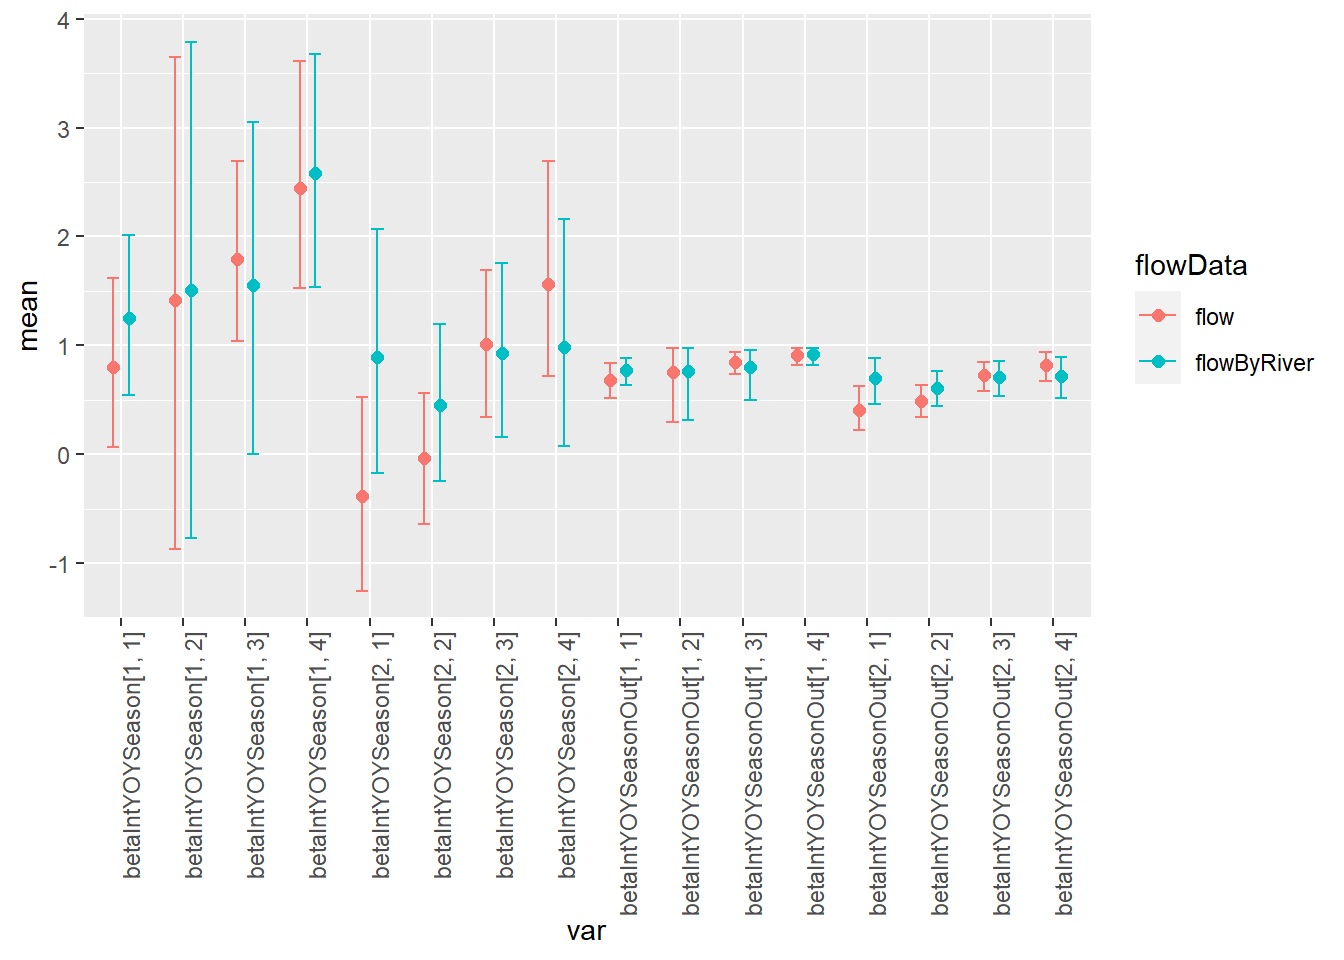 4
3
2
1
0
-1
mean
betaIntYOYSeason[1, 1]
betaIntYOYSeason[1, 2]
betaIntYOYSeason[1, 3]
betaIntYOYSeason[1, 4]
betaIntYOYSeason[2, 1]
betaIntYOYSeason[2, 2]
betaIntYOYSeason[2, 3]
betaIntYOYSeason[2, 4]
betaIntYOYSeasonOut[1, 1]
betaIntYOYSeasonOut[1, 2]
betaIntYOYSeasonOut[1, 3]
betaIntYOYSeasonOut[1, 4]
betaIntYOYSeasonOut[2, 1]
betaIntYOYSeasonOut[2, 2]
betaIntYOYSeasonOut[2, 3]
betaIntYOYSeasonOut[2, 4]
var
flowData
flow
flowByRiver